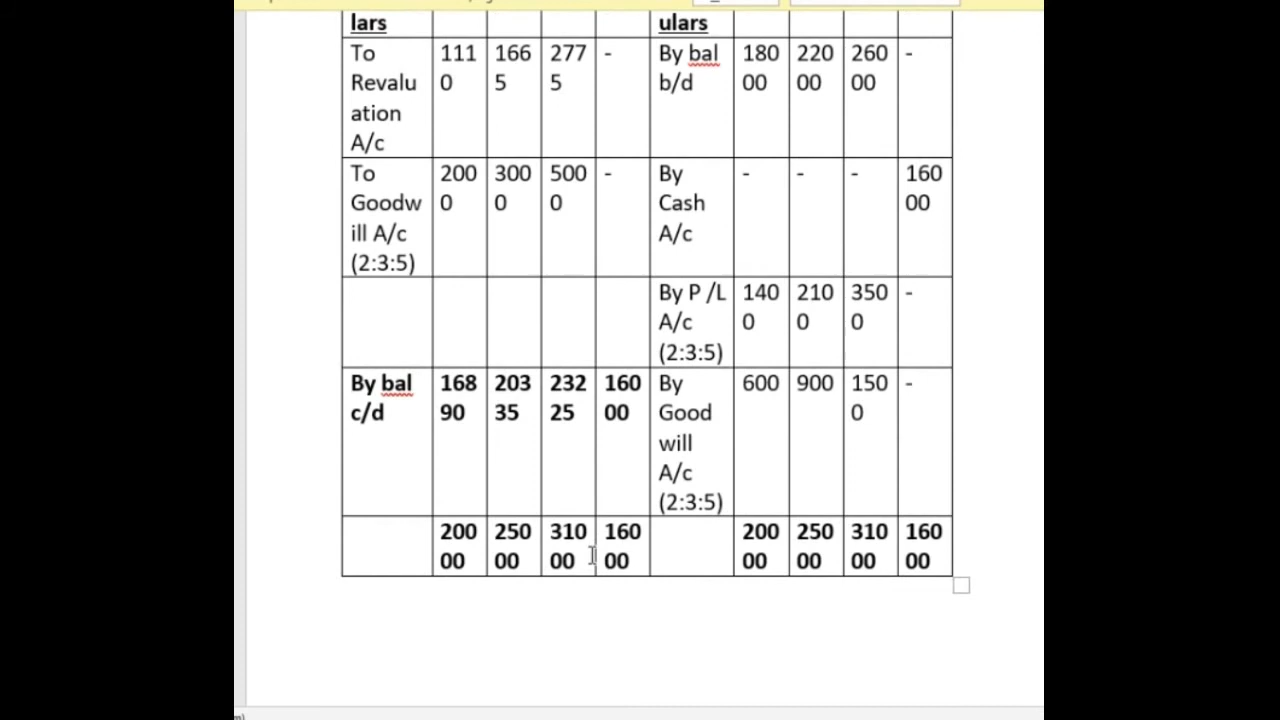 lars ulars
To 111 166 277 - By bal 180 220 260 -
Revalu 0 5 5 b/d 00 00 00
ation
A/c
To 200 300 500 - By - - - 160
Goodw 0 0 0 Cash 00
ill A/c A/c
(2:3:5)
By P /L 140 210 350 -
A/c 0 0 0
(2:3:5)
By bal 168 203 232 160 By 600 900 150 -
c/d 90 35 25 00 Good 0
will
A/c
(2:3:5)
200 250 310 160 200 250 310 160
00 00 00 00 00 00 00 00